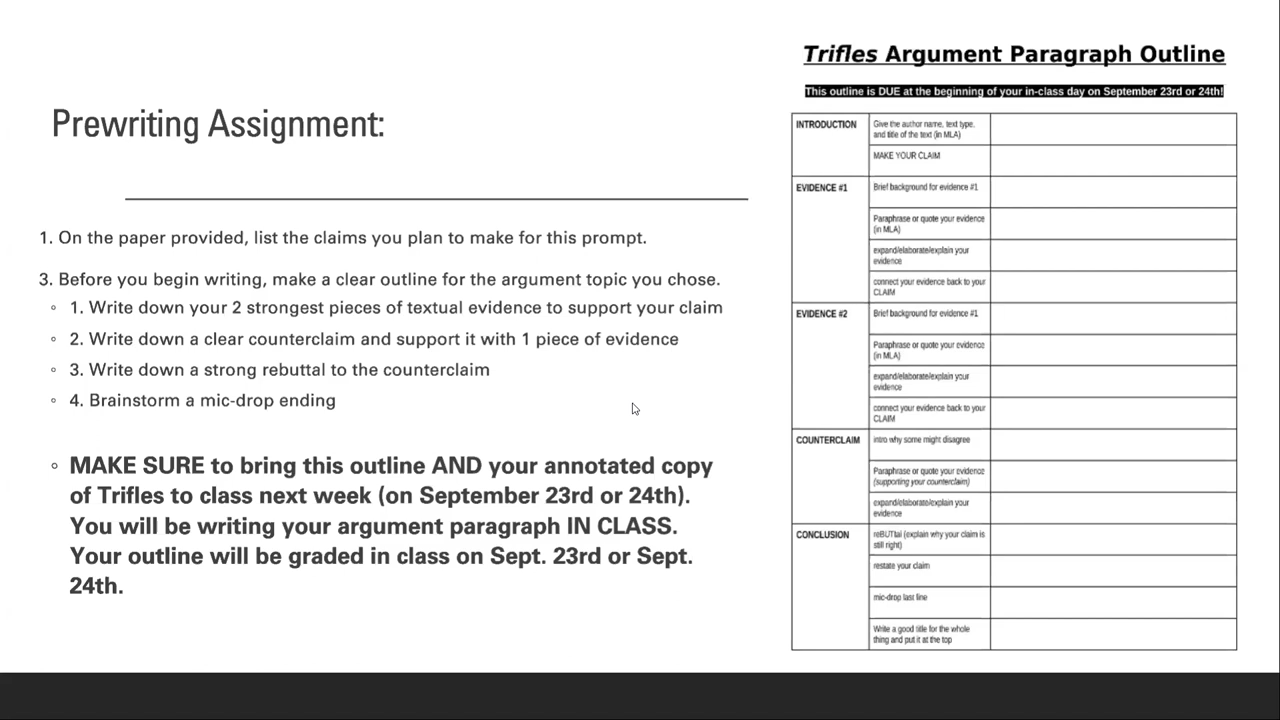 Prewriting Assignment:
1. On the paper provided, list the claims you plan to make for this prompt.
3. Before you begin writing, make a clear outline for the argument topic you chose.
◦ 1. Write down your 2 strongest pieces of textual evidence to support your claim
◦ 2. Write down a clear counterclaim and support it with 1 piece of evidence
◦ 3. Write down a strong rebuttal to the counterclaim
◦ 4. Brainstorm a mic-drop ending
◦ MAKE SURE to bring this outline AND your annotated copy
of Trifles to class next week (on September 23rd or 24th).
You will be writing your argument paragraph IN CLASS.
Your outline will be graded in class on Sept. 23rd or Sept.
24th.
Trifles Argument Paragraph Outline
This outline is DUE at the beginning of your in-class day on September 23rd or 24th!
INTRODUCTION
Give the author name, text type,
and title of the text (in MLA)
MAKE YOUR CLAIM
EVIDENCE #1
Brief background for evidence #1
Paraphrase or quote your evidence
(in MLA)
expand/elaborate/explain your
evidence
connect your evidence back to your
CLAIM
EVIDENCE #2
Brief background for evidence #1
Paraphrase or quote your evidence
(in MLA)
expand/elaborate/explain your
evidence
connect your evidence back to your
CLAIM
COUNTERCLAIM
intro why some might disagree
Paraphrase or quote your evidence
(supporting your counterclaim)
expand/elaborate/explain your
evidence
CONCLUSION
reBUTtal (explain why your claim is
still right)
restate your claim
mic-drop last line
Write a good title for the whole
thing and put it at the top